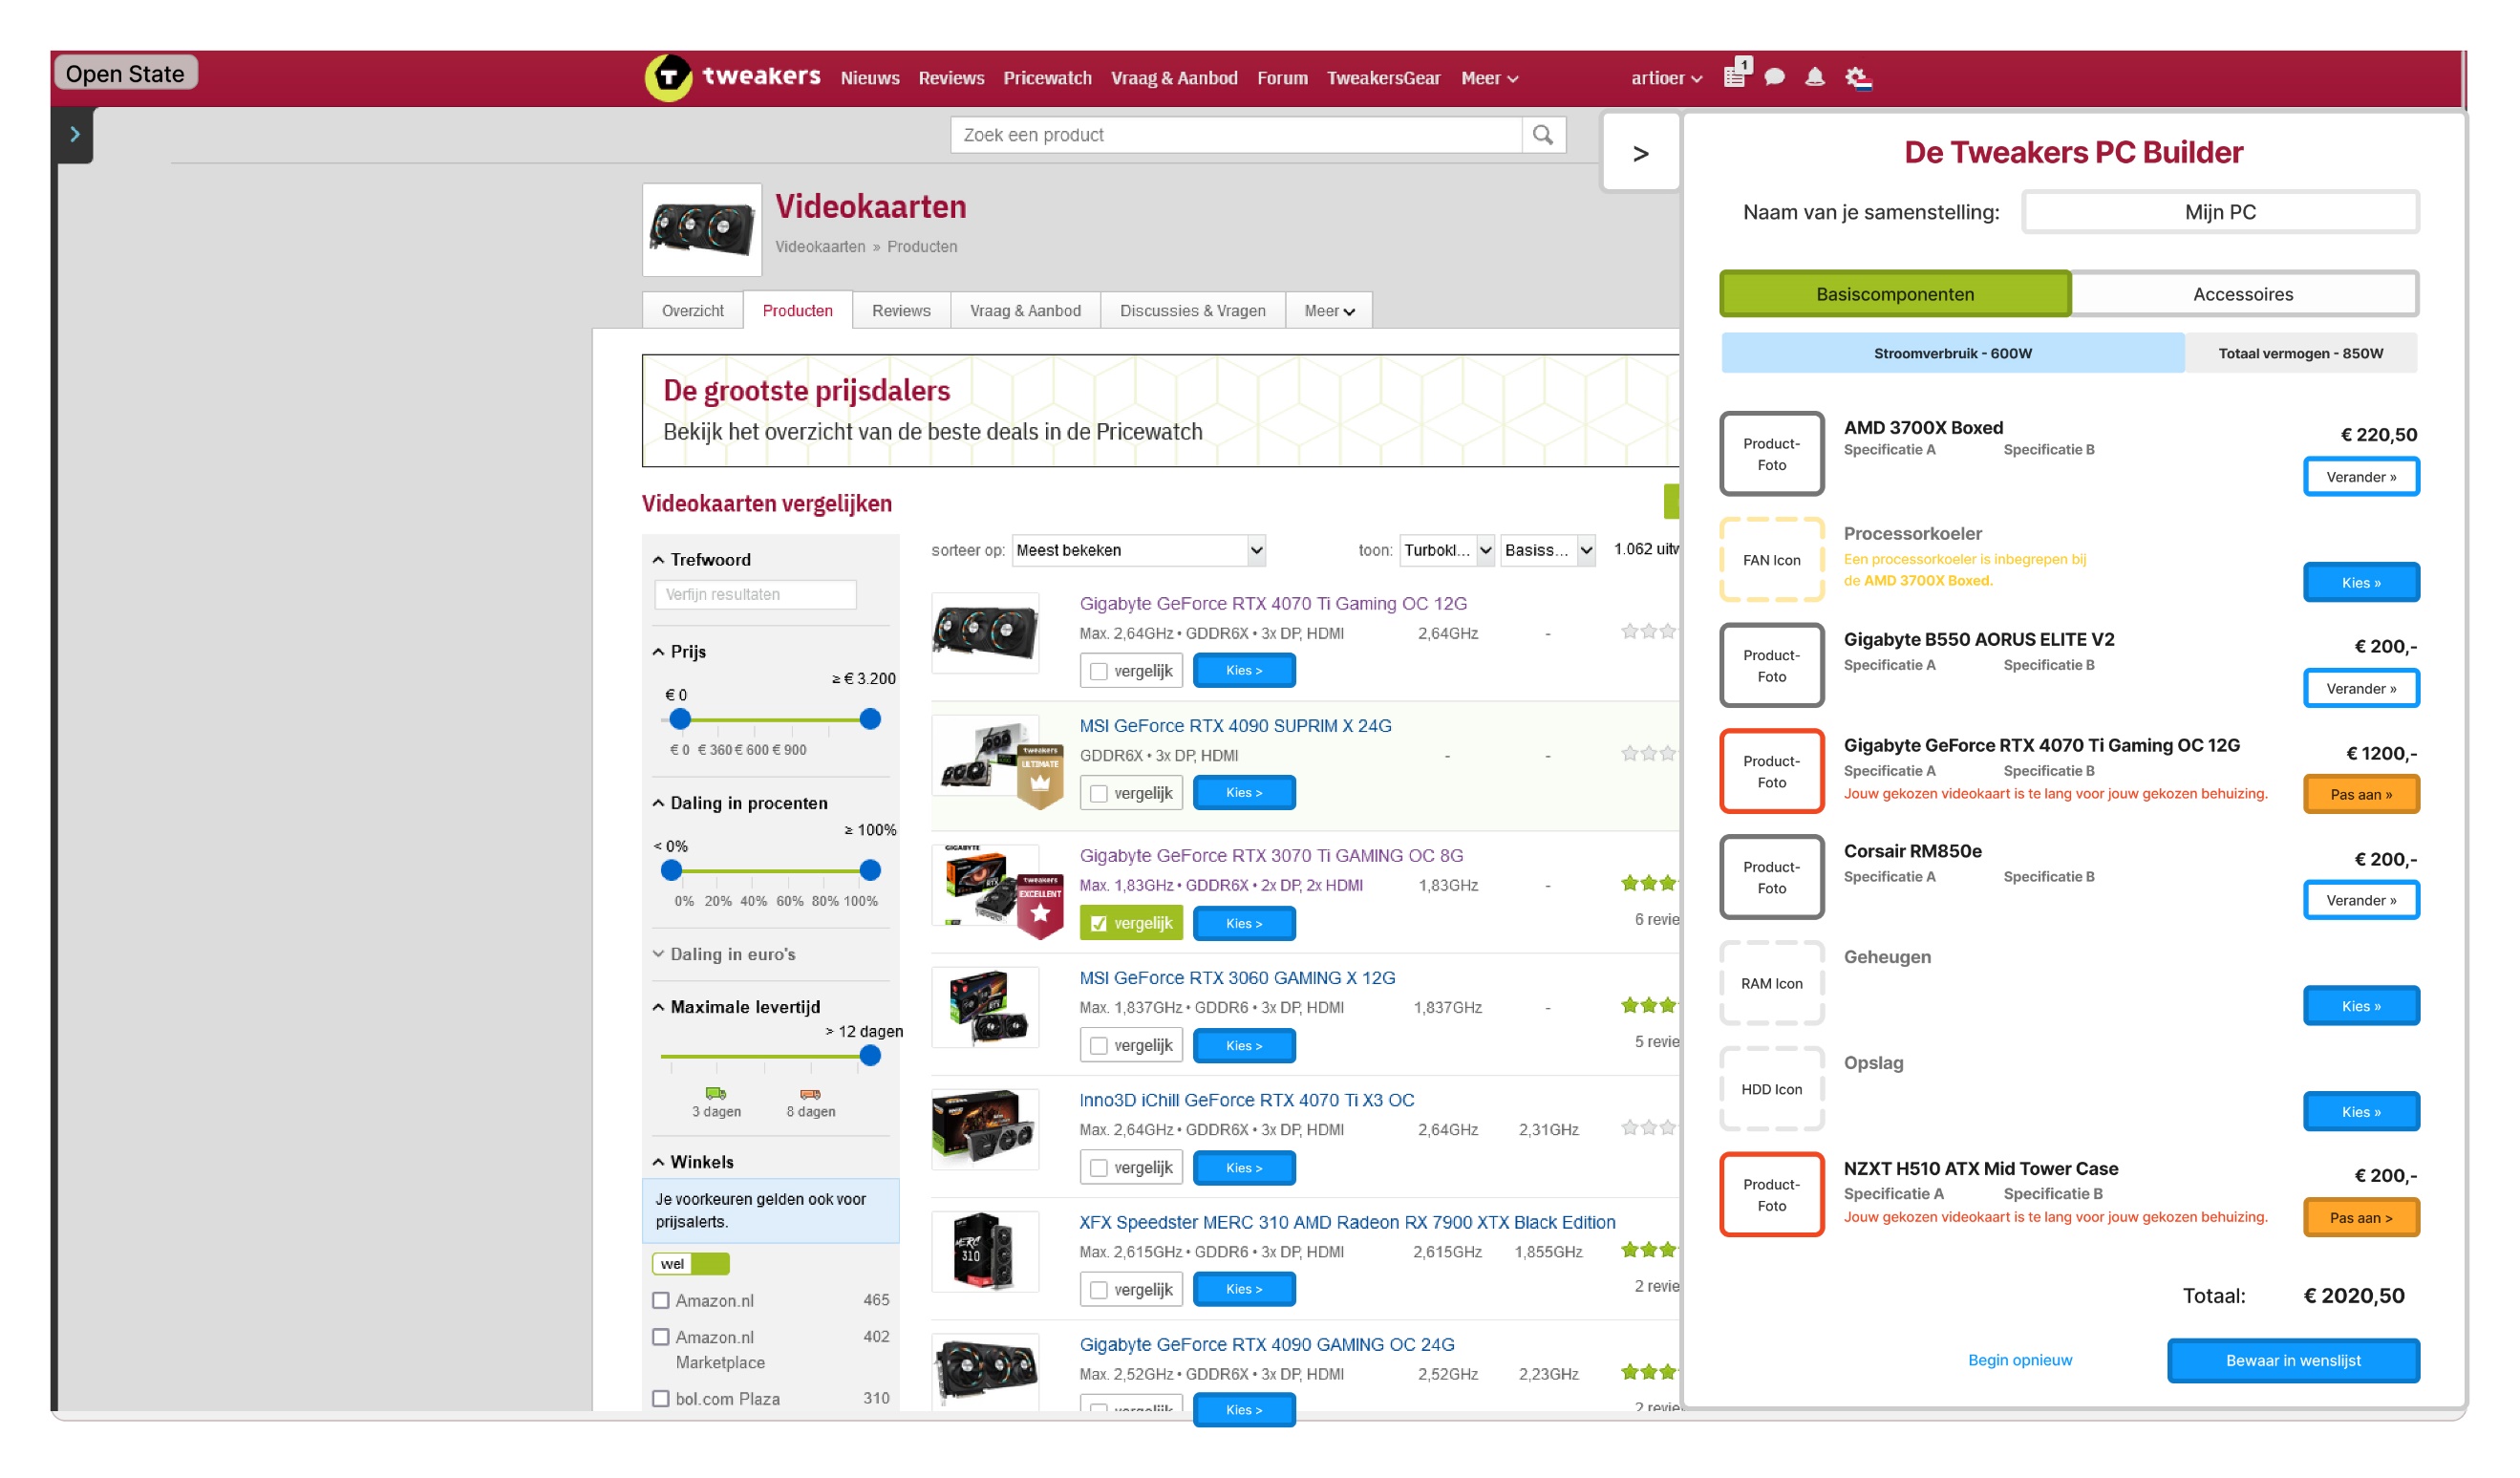 Open State
tweakers Nieuws Reviews Pricewatch Vraag & Aanbod Forum TweakersGear Meer artioer 1
Zoek een product
>
Videokaarten
Videokaarten » Producten
Overzicht Producten Reviews Vraag & Aanbod Discussies & Vragen Meer
De grootste prijsdalers
Bekijk het overzicht van de beste deals in de Pricewatch
Videokaarten vergelijken
Trefwoord
Verfijn resultaten
Prijs
≥ € 3.200
€ 0
€ 0 € 360 € 600 € 900
Daling in procenten
≥ 100%
< 0%
0% 20% 40% 60% 80% 100%
Daling in euro's
Maximale levertijd
> 12 dagen
3 dagen 8 dagen
Winkels
Je voorkeuren gelden ook voor
prijsalerts.
wel
Amazon.nl 465
Amazon.nl 402
Marketplace
bol.com Plaza 310
sorteer op: Meest bekeken toon: Turbokl... Basiss... 1.062
Gigabyte GeForce RTX 4070 Ti Gaming OC 12G
Max. 2,64GHz • GDDR6X • 3x DP, HDMI 2,64GHz -
vergelijk Kies >
MSI GeForce RTX 4090 SUPRIM X 24G
GDDR6X • 3x DP, HDMI - -
tweakers
ULTIMATE
vergelijk Kies >
GIGABYTE
Gigabyte GeForce RTX 3070 Ti GAMING OC 8G
Max. 1,83GHz • GDDR6X • 2x DP, 2x HDMI 1,83GHz -
tweakers
EXCELLENT
vergelijk Kies > 6 revie
MSI GeForce RTX 3060 GAMING X 12G
Max. 1,837GHz • GDDR6 • 3x DP, HDMI 1,837GHz -
vergelijk Kies > 5 revie
Inno3D iChill GeForce RTX 4070 Ti X3 OC
Max. 2,64GHz • GDDR6X • 3x DP, HDMI 2,64GHz 2,31GHz
vergelijk Kies >
XFX Speedster MERC 310 AMD Radeon RX 7900 XTX Black Edition
Max. 2,615GHz • GDDR6 • 3x DP, HDMI 2,615GHz 1,855GHz
MERC
310
vergelijk Kies > 2 revie
Gigabyte GeForce RTX 4090 GAMING OC 24G
Max. 2,52GHz • GDDR6X • 3x DP, HDMI 2,52GHz 2,23GHz
vergelijk Kies > 2 revie
De Tweakers PC Builder
Naam van je samenstelling: Mijn PC
Basiscomponenten Accessoires
Stroomverbruik - 600W Totaal vermogen - 850W
Product-
Foto
AMD 3700X Boxed
Specificatie A Specificatie B
€ 220,50
Verander »
FAN Icon
Processorkoeler
Een processorkoeler is inbegrepen bij
de AMD 3700X Boxed.
Kies »
Product-
Foto
Gigabyte B550 AORUS ELITE V2
Specificatie A Specificatie B
€ 200,-
Verander »
Product-
Foto
Gigabyte GeForce RTX 4070 Ti Gaming OC 12G
Specificatie A Specificatie B
Jouw gekozen videokaart is te lang voor jouw gekozen behuizing.
€ 1200,-
Pas aan »
Product-
Foto
Corsair RM850e
Specificatie A Specificatie B
€ 200,-
Verander »
RAM Icon
Geheugen
Kies »
HDD Icon
Opslag
Kies »
Product-
Foto
NZXT H510 ATX Mid Tower Case
Specificatie A Specificatie B
Jouw gekozen videokaart is te lang voor jouw gekozen behuizing.
€ 200,-
Pas aan >
Totaal: € 2020,50
Begin opnieuw Bewaar in wenslijst